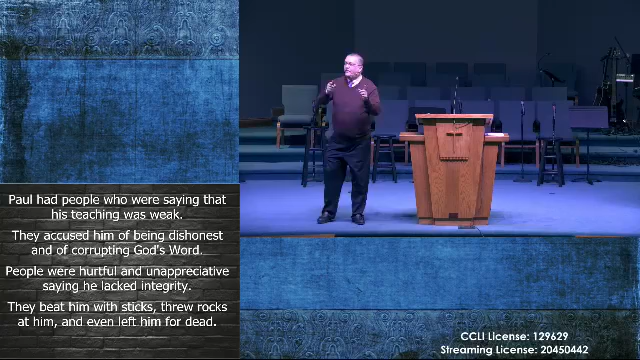 Paul had people who were saying that
his teaching was weak.
They accused him of being dishonest
and of corrupting God's Word.
People were hurtful and unappreciative
saying he lacked integrity.
They beat him with sticks, threw rocks
at him, and even left him for dead.
CCLI License: 129629
Streaming License: 20450442